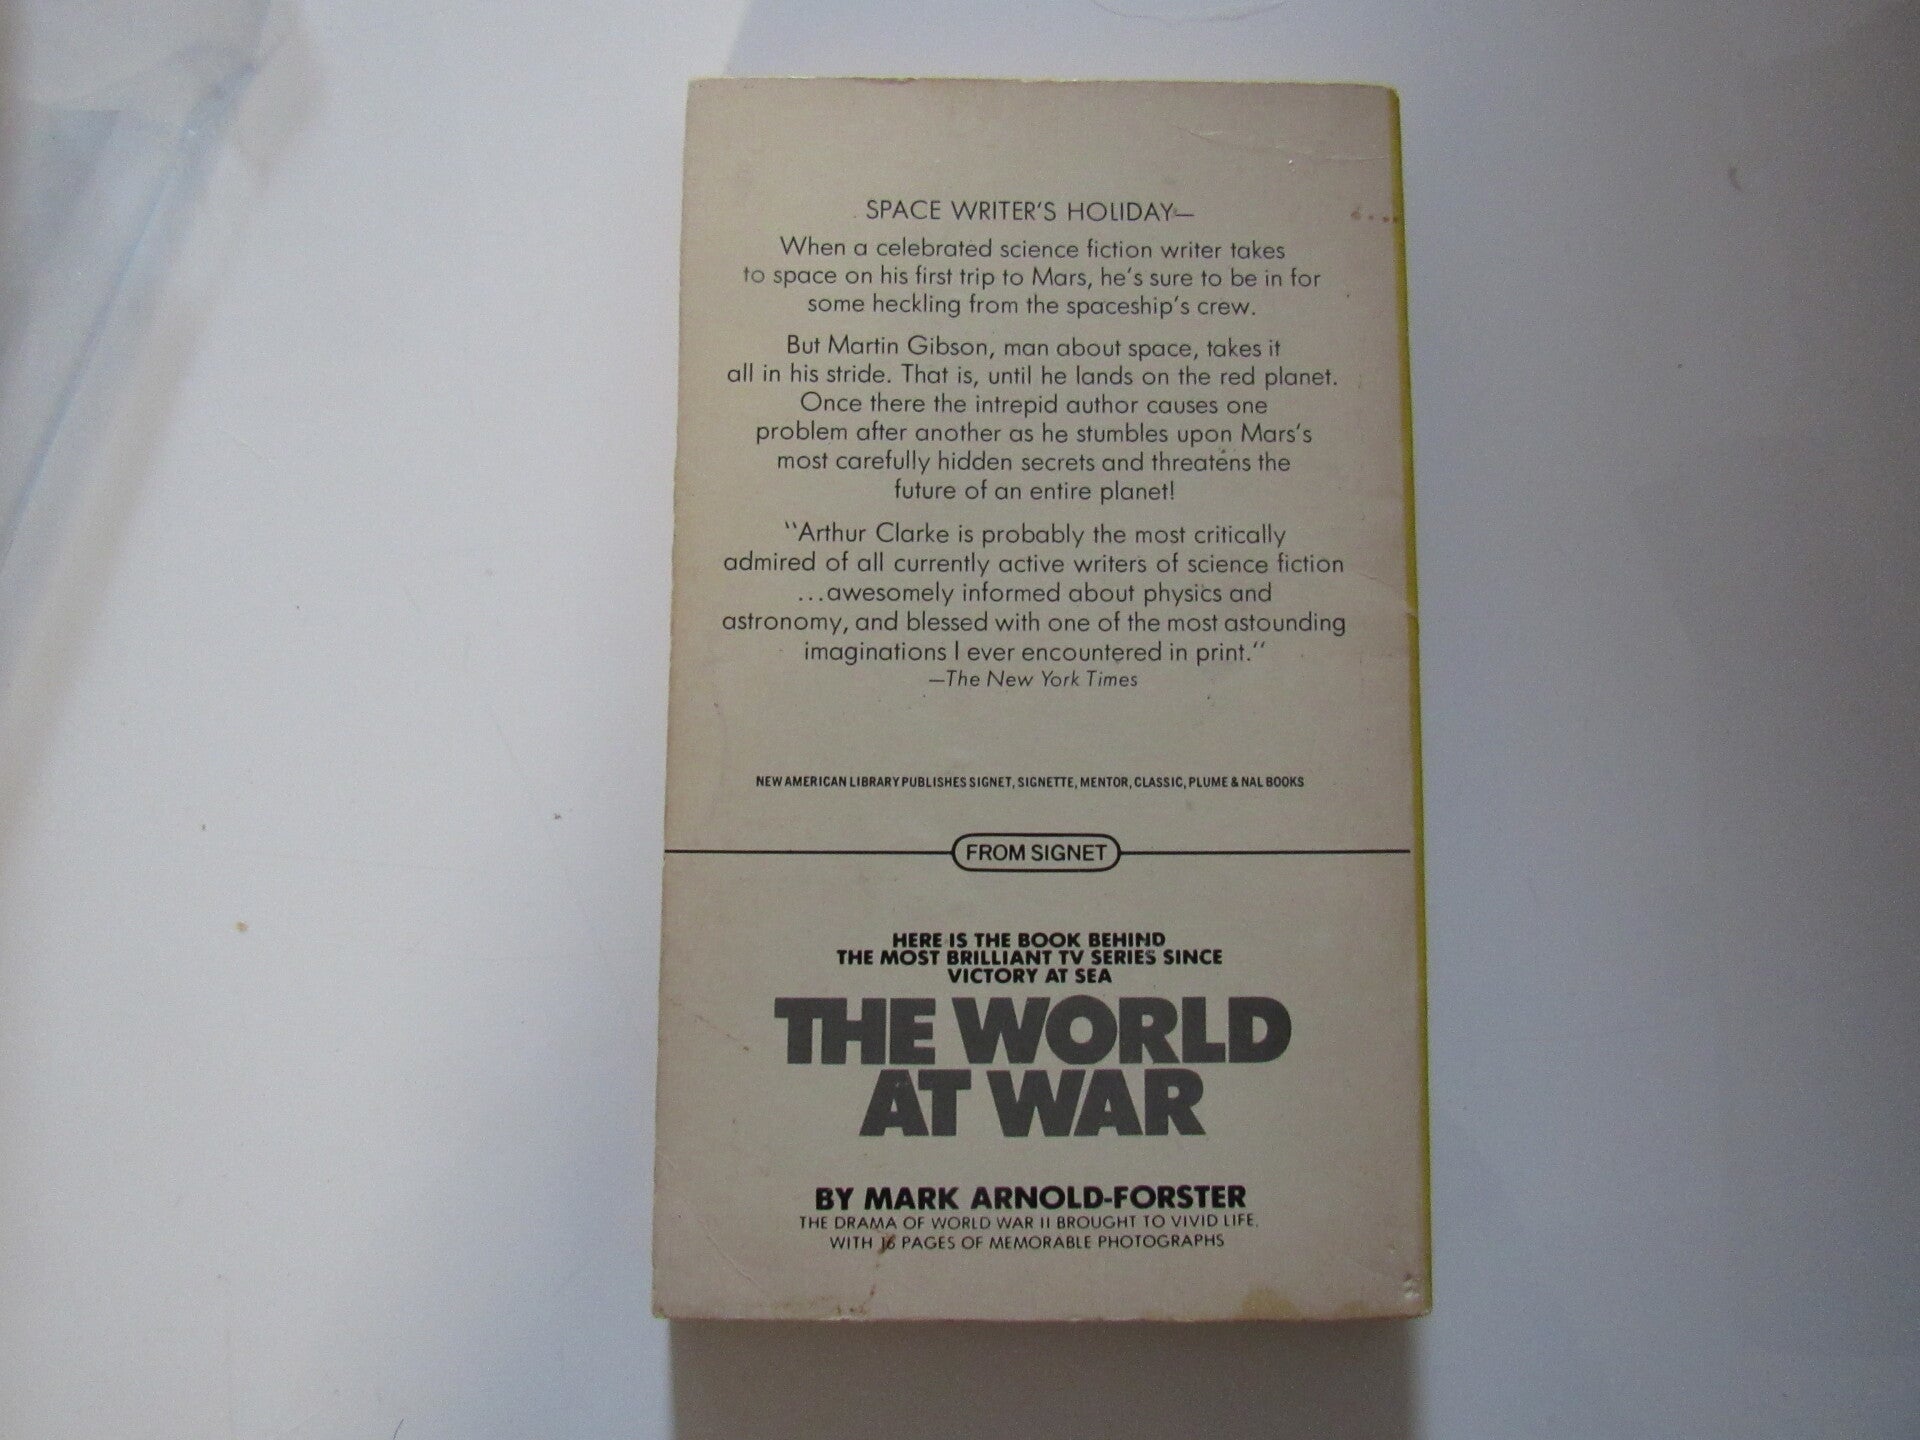 SPACE WRITER'S HOLIDAY—
When a celebrated science fiction writer takes
to space on his first trip to Mars, he's sure to be in for
some heckling from the spaceship's crew.
But Martin Gibson, man about space, takes it
all in his stride. That is, until he lands on the red planet.
Once there the intrepid author causes one
problem after another as he stumbles upon Mars's
most carefully hidden secrets and threatens the
future of an entire planet!
"Arthur Clarke is probably the most critically
admired of all currently active writers of science fiction
...awesomely informed about physics and
astronomy, and blessed with one of the most astounding
imaginations I ever encountered in print."
—The New York Times
NEW AMERICAN LIBRARY PUBLISHES SIGNET, SIGNETTE, MENTOR, CLASSIC, PLUME & NAL BOOKS
FROM SIGNET
HERE IS THE BOOK BEHIND
THE MOST BRILLIANT TV SERIES SINCE
VICTORY AT SEA
THE WORLD
AT WAR
BY MARK ARNOLD-FORSTER
THE DRAMA OF WORLD WAR II BROUGHT TO VIVID LIFE.
WITH 16 PAGES OF MEMORABLE PHOTOGRAPHS